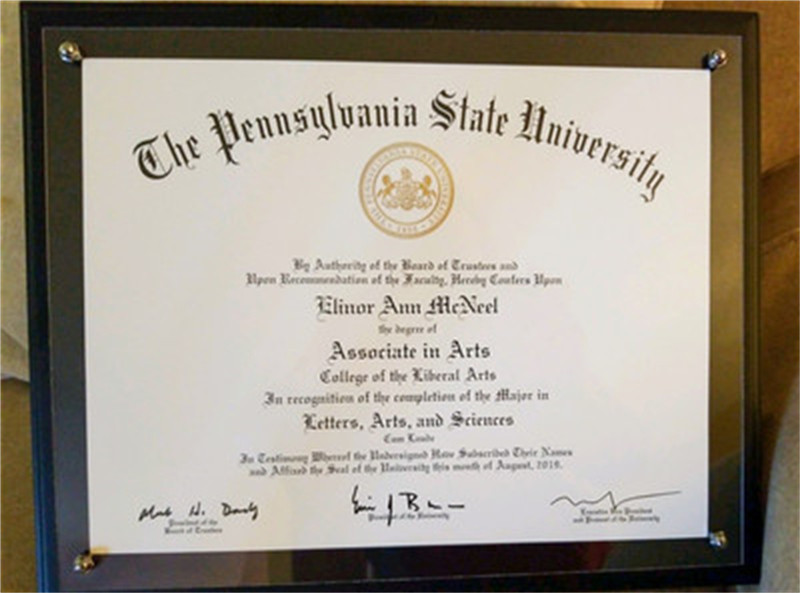 The Pennsylvania State University
THE PENNSYLVANIA STATE UNIVERSITY
By Authority of the Board of Trustees and
Upon Recommendation of the Faculty, Hereby Confers Upon
Elinor Ann McNeel
the degree of
Associate in Arts
College of the Liberal Arts
In recognition of the completion of the Major in
Letters, Arts, and Sciences
Cum Laude
In Testimony Whereof the Undersigned Have Subscribed Their Names
and Affixed the Seal of the University this month of August,
President of the
Board of Trustees
President of the University
Executive Vice President
and Provost of the University